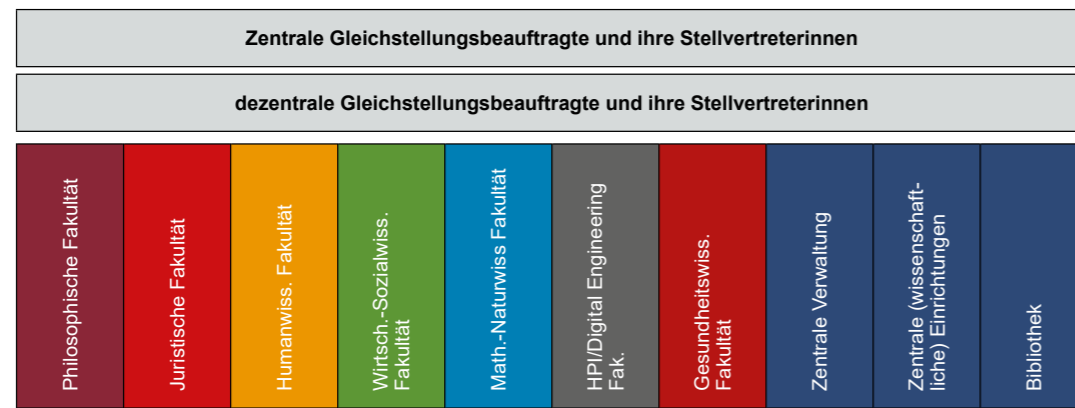 Zentrale Gleichstellungsbeauftragte und ihre Stellvertreterinnen
dezentrale Gleichstellungsbeauftragte und ihre Stellvertreterinnen
Philosophische Fakultät
Juristische Fakultät
Humanwiss. Fakultät
Wirtsch.-Sozialwiss.
Fakultät
Math.-Naturwiss Fakultät
HPI/Digital Engineering
Fak.
Gesundheitswiss.
Fakultät
Zentrale Verwaltung
Zentrale (wissenschaft-
liche) Einrichtungen
Bibliothek